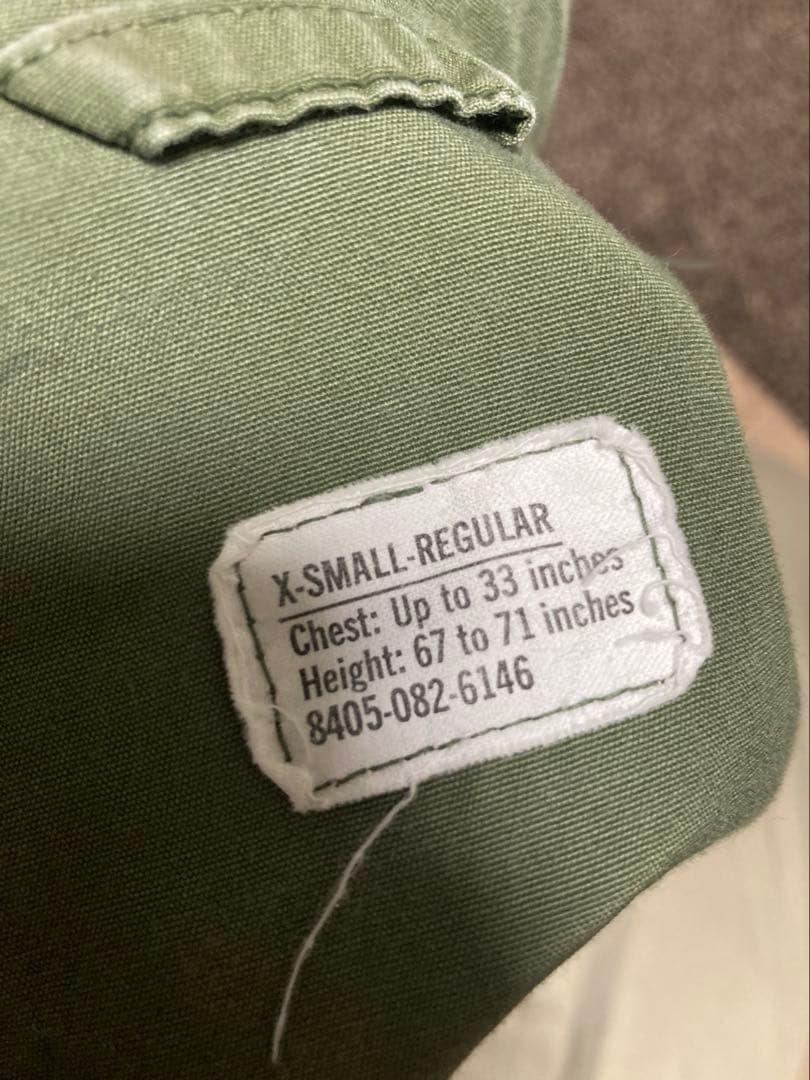 X-SMALL-REGULAR
Chest: Up to 33 inches
Height: 67 to 71 inches
8405-082-6146